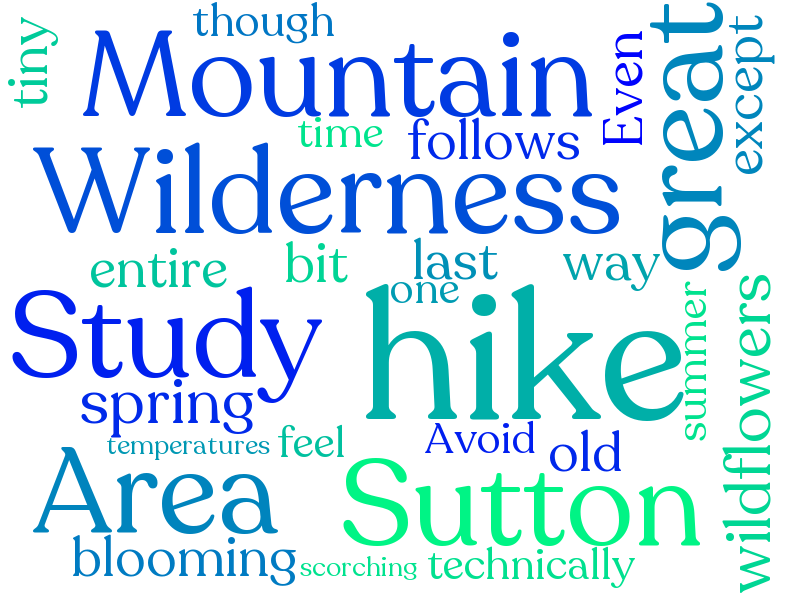 though
tiny
Mountain
Even
great
except
time
follows
Wilderness
entire
bit
last
way
one
Study
hike
summer
wildflowers
spring
temperatures
feel
Avoid
old
Area
Sutton
blooming
scorching
technically